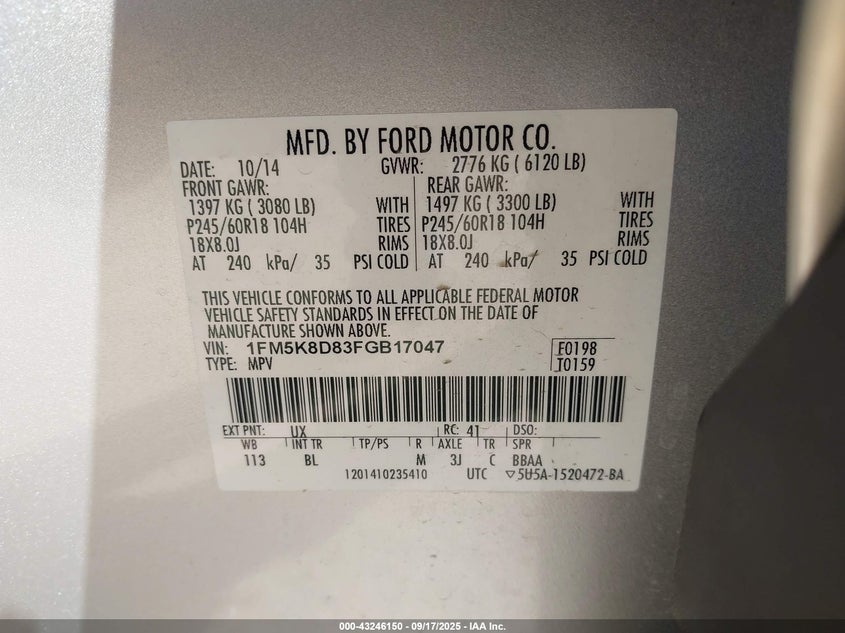 MFD. BY FORD MOTOR CO.
DATE: 10/14 GVWR: 2776 KG ( 6120 LB)
FRONT GAWR: REAR GAWR:
1397 KG ( 3080 LB) WITH 1497 KG ( 3300 LB) WITH
P245/60R18 104H TIRES P245/60R18 104H TIRES
18X8.0J RIMS 18X8.0J RIMS
AT 240 kPa/ 35 PSI COLD AT 240 kPa/ 35 PSI COLD
THIS VEHICLE CONFORMS TO ALL APPLICABLE FEDERAL MOTOR
VEHICLE SAFETY STANDARDS IN EFFECT ON THE DATE OF
MANUFACTURE SHOWN ABOVE.
VIN: 1FM5K8D83FGB17047 F0198
TYPE: MPV T0159
EXT PNT: UX RC: 41 DSO:
WB INT TR TP/PS R AXLE TR SPR
113 BL M 3J C BBAA
1201410235410 UTC ▽5U5A-1520472-BA
000-43246150 - 09/17/2025 - IAA Inc.